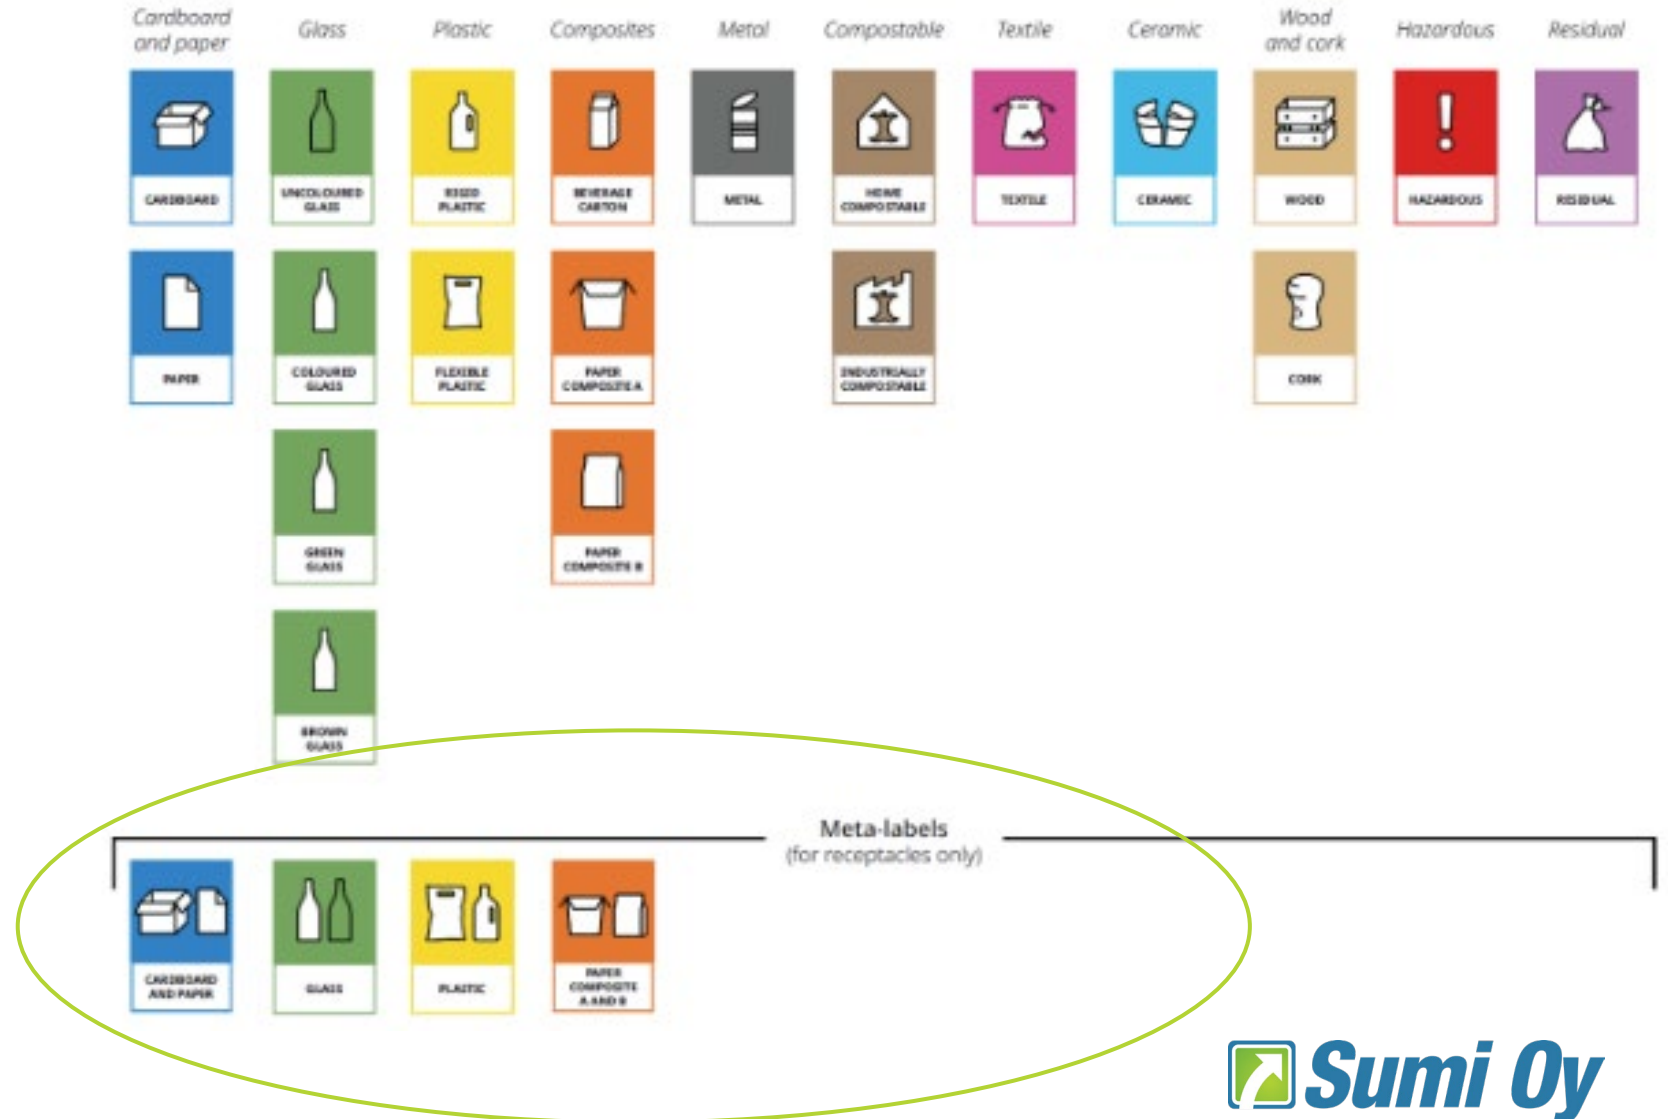 Cardboard
and paper
Glass
Plastic
Composites
Metal
Compostable
Textile
Ceramic
Wood
and cork
Hazardous
Residual
CARDBOARD
UNCOLOURED
GLASS
RIGID
PLASTIC
BEVERAGE
CARTON
METAL
HOME
COMPOSTABLE
TEXTILE
CERAMIC
WOOD
HAZARDOUS
RESIDUAL
PAPER
COLOURED
GLASS
FLEXIBLE
PLASTIC
PAPER
COMPOSITE A
INDUSTRIALLY
COMPOSTABLE
CORK
GREEN
GLASS
PAPER
COMPOSITE B
BROWN
GLASS
Meta-labels
(for receptacles only)
CARDBOARD
AND PAPER
GLASS
PLASTIC
PAPER
COMPOSITE
A AND B
Sumi Oy